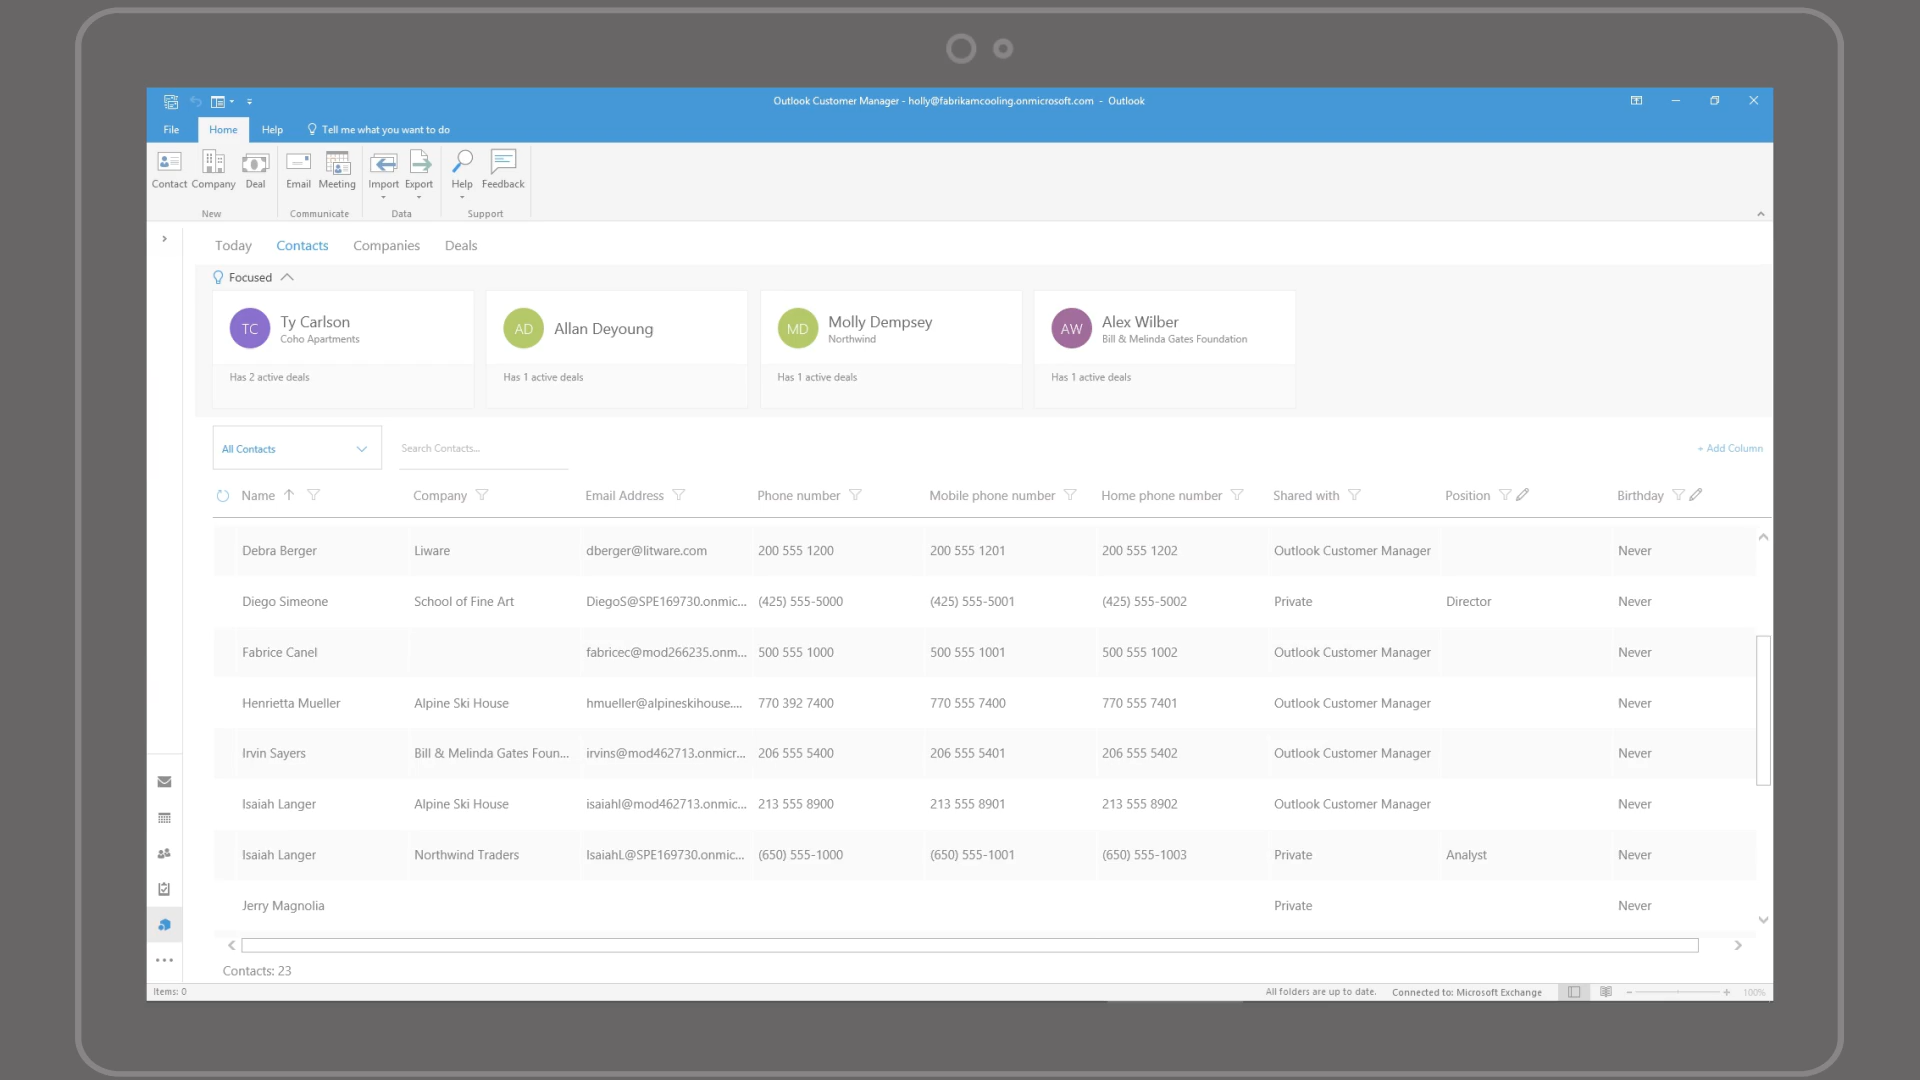 Outlook Customer Manager - holly@fabrikamcooling.onmicrosoft.com - Outlook
File Home Help Tell me what you want to do
Contact Company Deal Email Meeting Import Export Help Feedback
New Communicate Data Support
Today Contacts Companies Deals
Focused
TC Ty Carlson
Coho Apartments
Has 2 active deals
AD Allan Deyoung
Has 1 active deals
MD Molly Dempsey
Northwind
Has 1 active deals
AW Alex Wilber
Bill & Melinda Gates Foundation
Has 1 active deals
All Contacts Search Contacts... + Add Column
Name Company Email Address Phone number Mobile phone number Home phone number Shared with Position Birthday
Debra Berger Liware dberger@litware.com 200 555 1200 200 555 1201 200 555 1202 Outlook Customer Manager Never
Diego Simeone School of Fine Art DiegoS@SPE169730.onmic... (425) 555-5000 (425) 555-5001 (425) 555-5002 Private Director Never
Fabrice Canel fabricec@mod266235.onm... 500 555 1000 500 555 1001 500 555 1002 Outlook Customer Manager Never
Henrietta Mueller Alpine Ski House hmueller@alpineskihouse.... 770 392 7400 770 555 7400 770 555 7401 Outlook Customer Manager Never
Irvin Sayers Bill & Melinda Gates Foun... irvins@mod462713.onmicr... 206 555 5400 206 555 5401 206 555 5402 Outlook Customer Manager Never
Isaiah Langer Alpine Ski House isaiahl@mod462713.onmic... 213 555 8900 213 555 8901 213 555 8902 Outlook Customer Manager Never
Isaiah Langer Northwind Traders IsaiahL@SPE169730.onmic... (650) 555-1000 (650) 555-1001 (650) 555-1003 Private Analyst Never
Jerry Magnolia Private Never
Contacts: 23
Items: 0 All folders are up to date. Connected to: Microsoft Exchange 100%